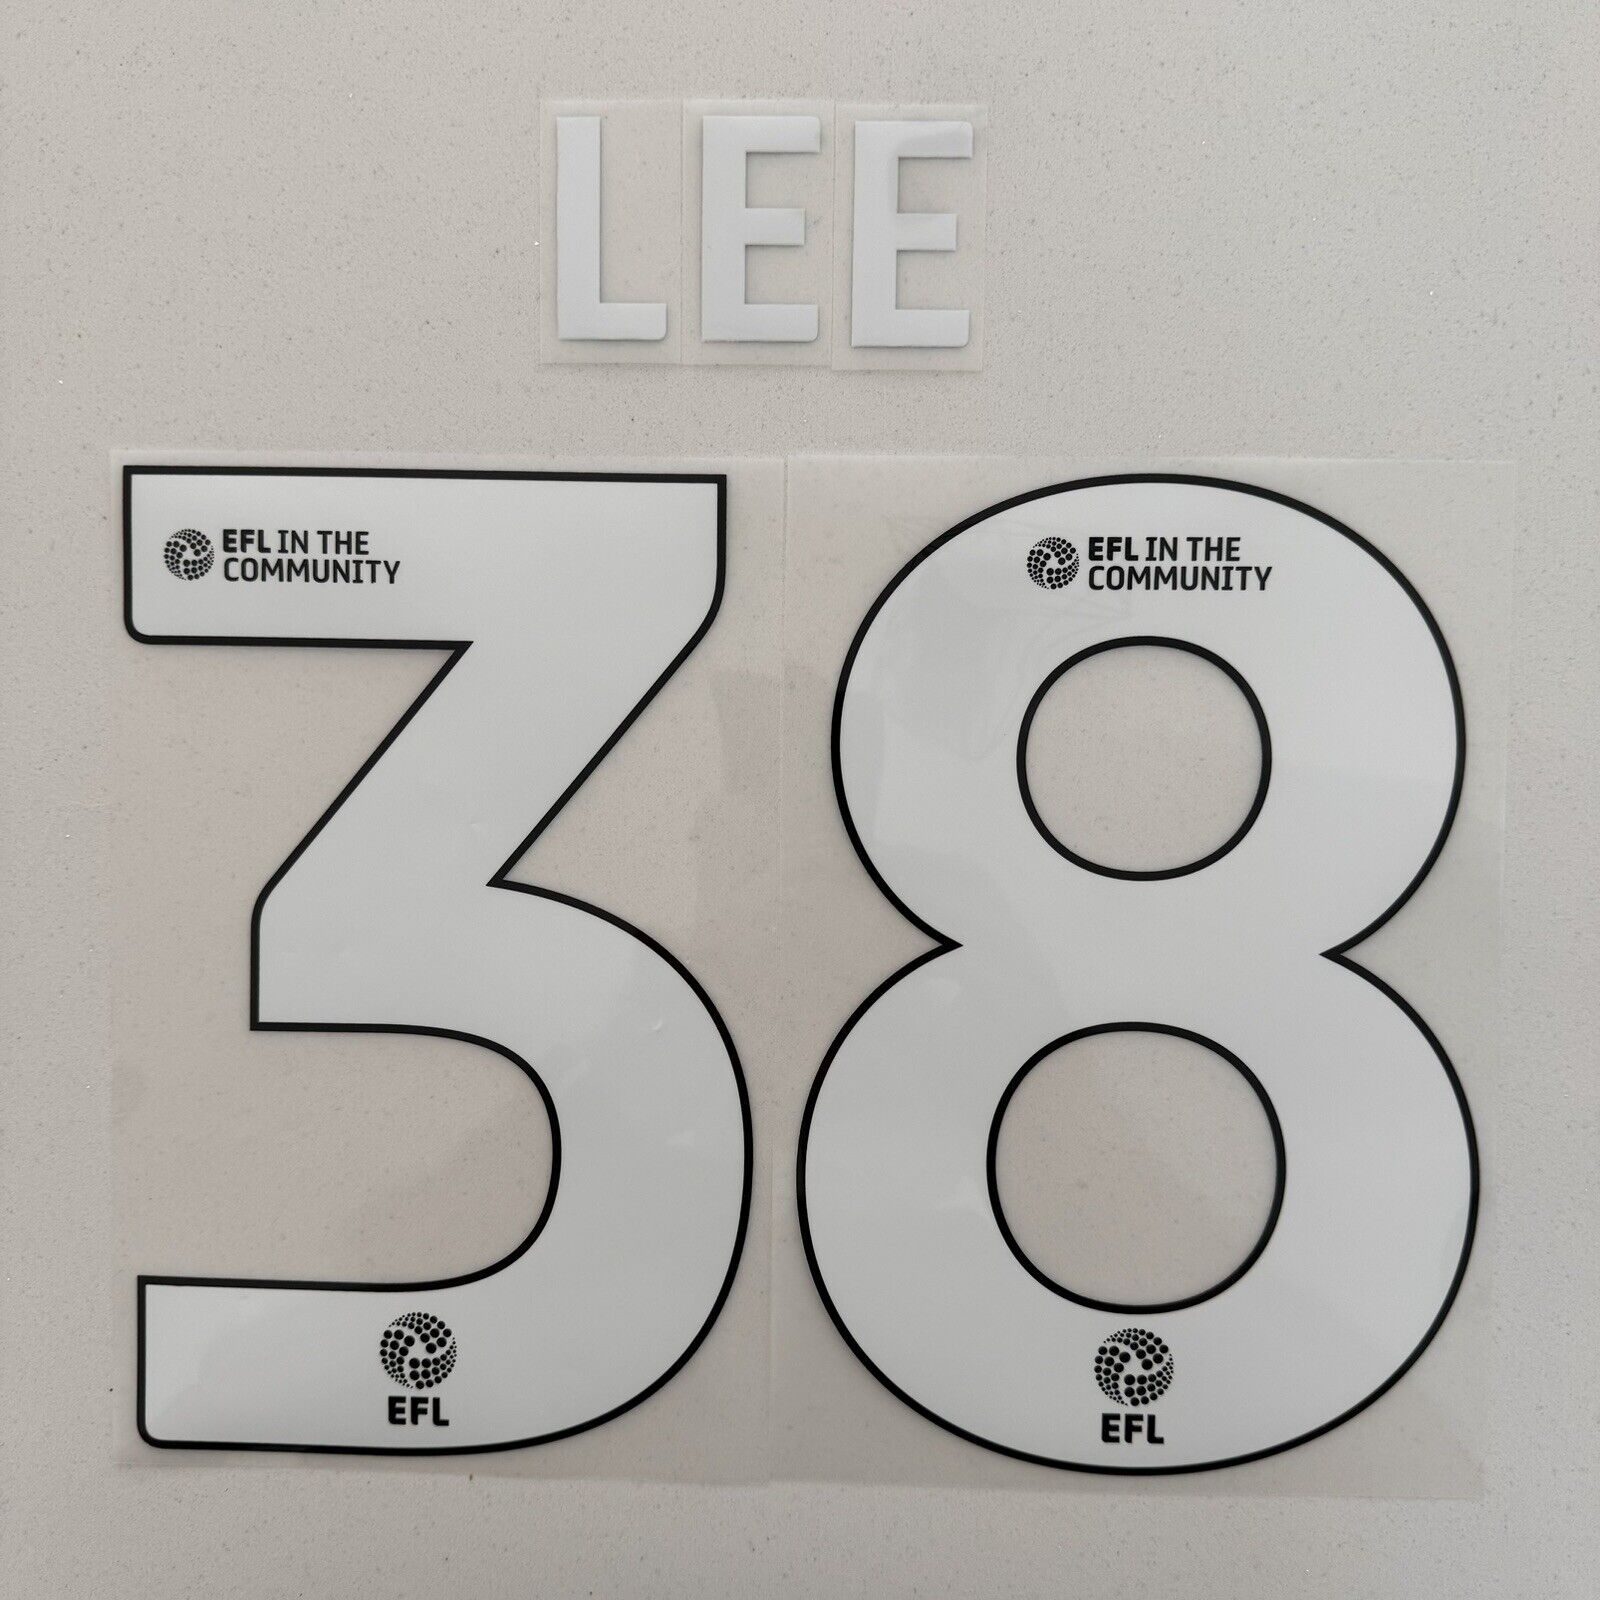 LEE
38
EFL IN THE
COMMUNITY
EFL IN THE
COMMUNITY
EFL
EFL